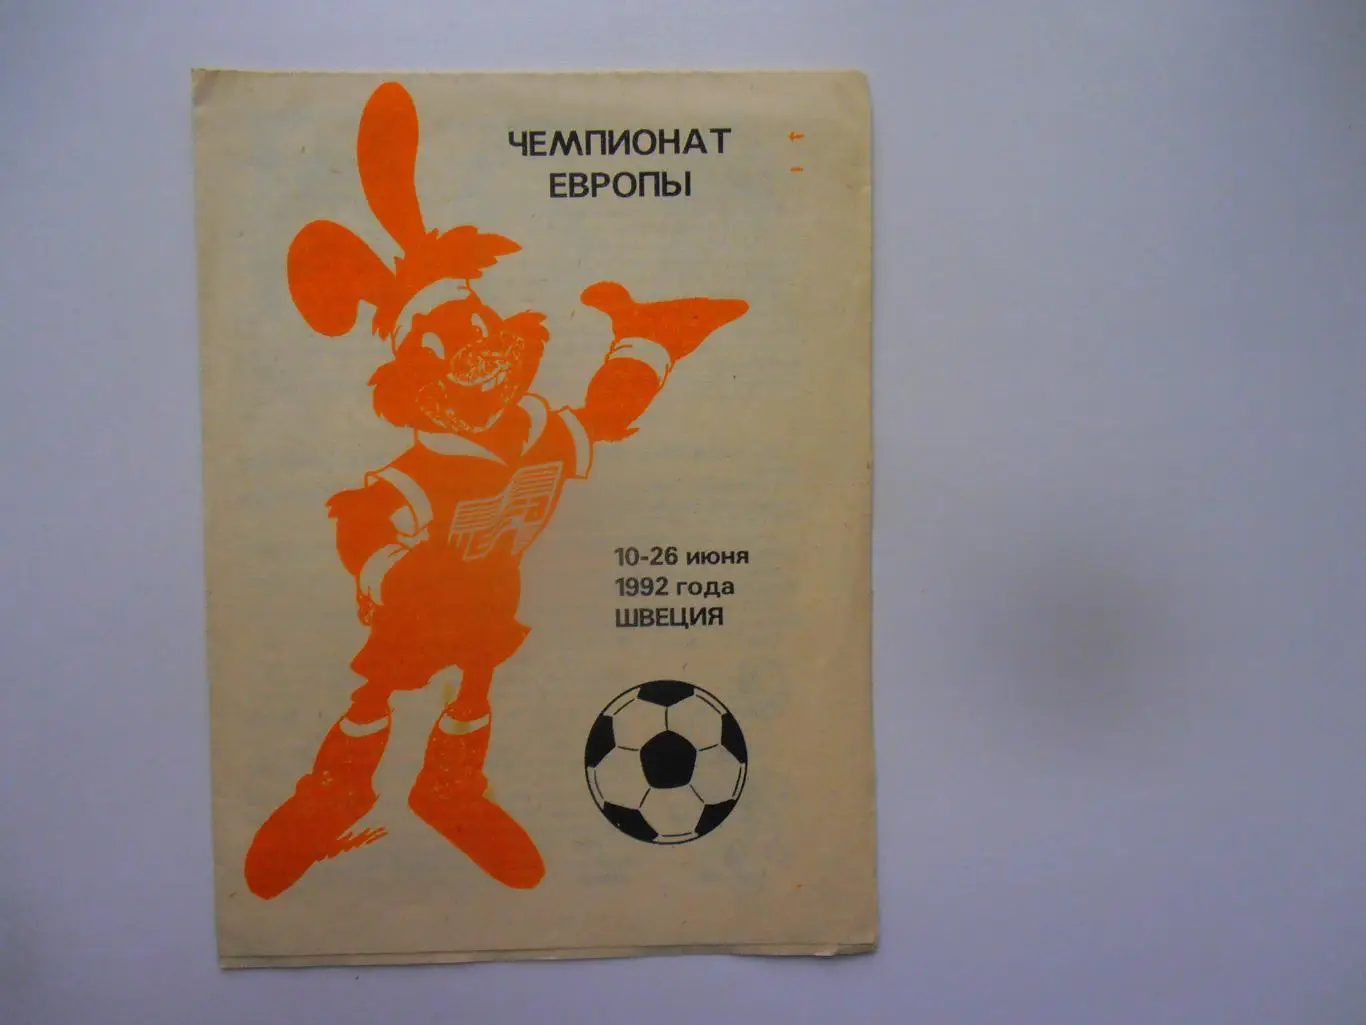 ЧЕМПИОНАТ
ЕВРОПЫ
10-26 июня
1992 года
ШВЕЦИЯ